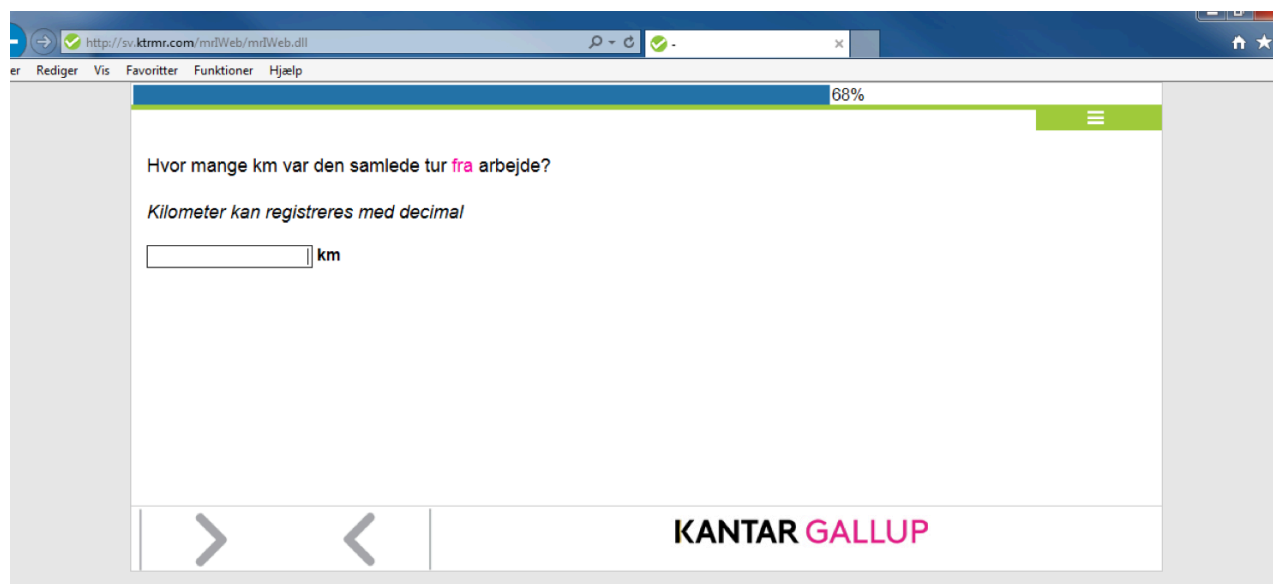 http://sv.ktrmr.com/mrIWeb/mrIWeb.dll
-
er Rediger Vis Favoritter Funktioner Hjælp
68%
Hvor mange km var den samlede tur fra arbejde?
Kilometer kan registreres med decimal
km
KANTAR GALLUP